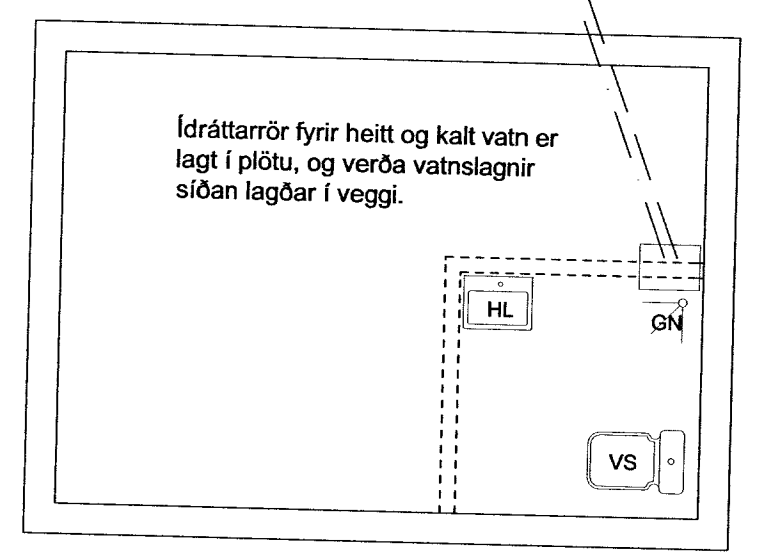 Ídráttarrör fyrir heitt og kalt vatn er
lagt í plötu, og verða vatnslagnir
síðan lagðar í veggi.
HL
GN
VS